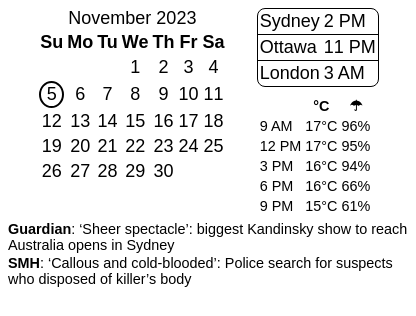 November 2023
Su Mo Tu We Th Fr Sa
1 2 3 4
5 6 7 8 9 10 11
12 13 14 15 16 17 18
19 20 21 22 23 24 25
26 27 28 29 30
Sydney 2 PM
Ottawa 11 PM
London 3 AM
°C ☂
9 AM 17°C 96%
12 PM 17°C 95%
3 PM 16°C 94%
6 PM 16°C 66%
9 PM 15°C 61%
Guardian: ‘Sheer spectacle’: biggest Kandinsky show to reach
Australia opens in Sydney
SMH: ‘Callous and cold-blooded’: Police search for suspects
who disposed of killer’s body